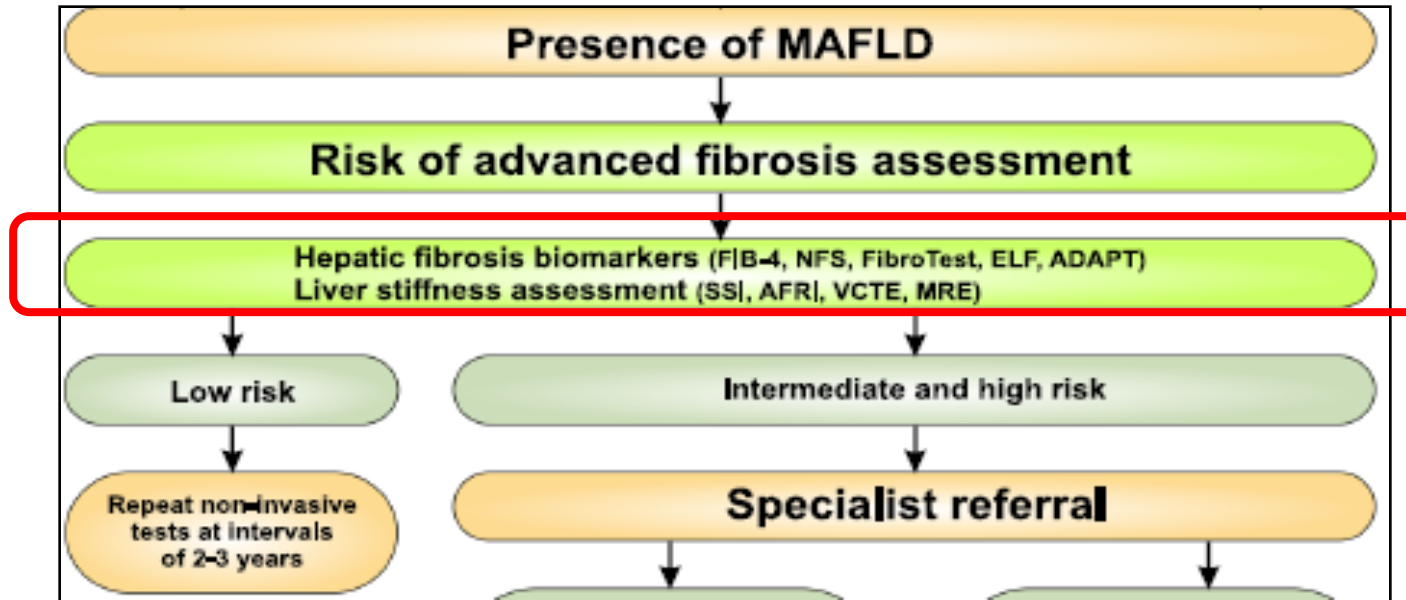 Presence of MAFLD
Risk of advanced fibrosis assessment
Hepatic fibrosis biomarkers (FIB-4, NFS, FibroTest, ELF, ADAPT)
Liver stiffness assessment (SSI, AFRI, VCTE, MRE)
Low risk
Intermediate and high risk
Repeat non-invasive
tests at intervals
of 2-3 years
Specialist referral